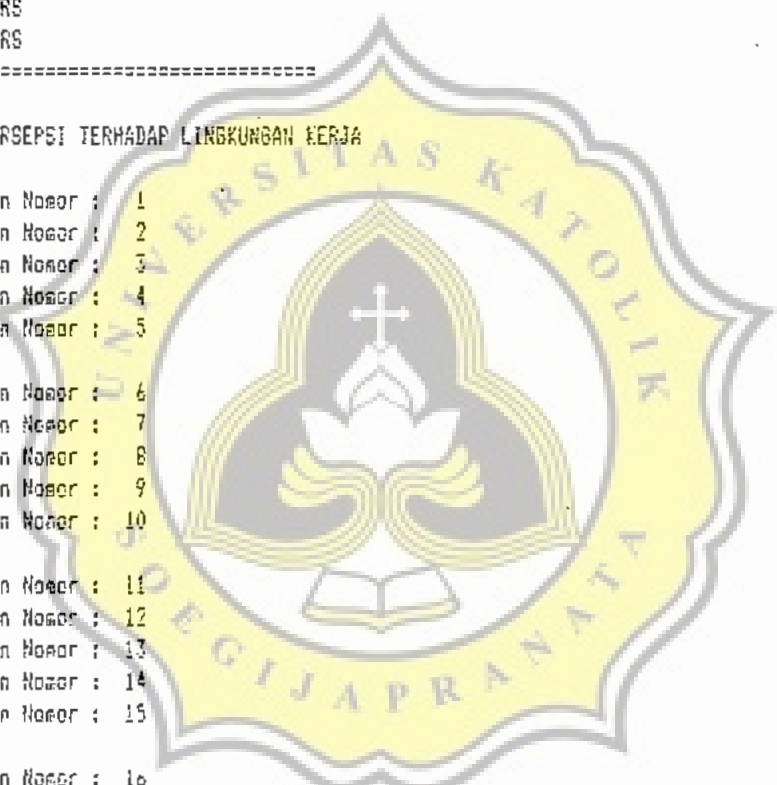 RS
RS
============================
RSEPSI TERHADAP LINGKUNGAN KERJA
n Nomor : 1
n Nomor : 2
n Nomor : 3
n Nomor : 4
n Nomor : 5
n Nomor : 6
n Nomor : 7
n Nomor : 8
n Nomor : 9
n Nomor : 10
n Nomor : 11
n Nomor : 12
n Nomor : 13
n Nomor : 14
n Nomor : 15
n Nomor : 16
UNIVERSITAS KATOLIK
SOEGIJAPRANATA